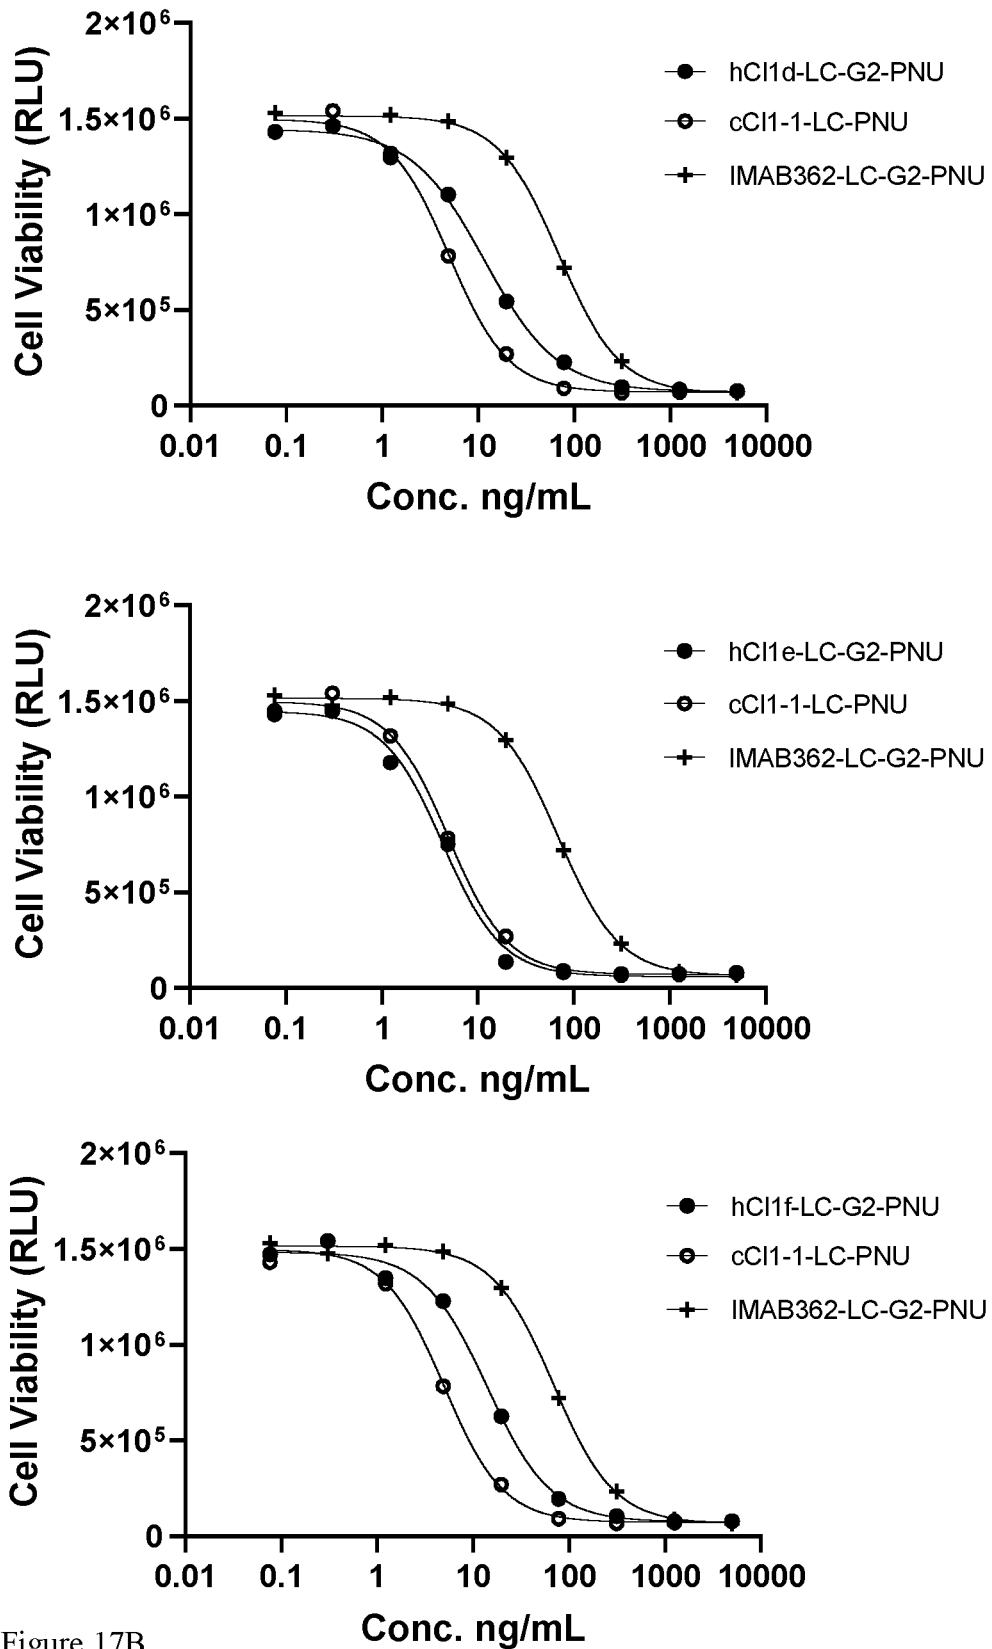 2×10⁶
1.5×10⁶
1×10⁶
5×10⁵
0
Cell Viability (RLU)
0.01 0.1 1 10 100 1000 10000
Conc. ng/mL
hCl1d-LC-G2-PNU
cCl1-1-LC-PNU
IMAB362-LC-G2-PNU
2×10⁶
1.5×10⁶
1×10⁶
5×10⁵
0
Cell Viability (RLU)
0.01 0.1 1 10 100 1000 10000
Conc. ng/mL
hCl1e-LC-G2-PNU
cCl1-1-LC-PNU
IMAB362-LC-G2-PNU
2×10⁶
1.5×10⁶
1×10⁶
5×10⁵
0
Cell Viability (RLU)
0.01 0.1 1 10 100 1000 10000
Conc. ng/mL
hCl1f-LC-G2-PNU
cCl1-1-LC-PNU
IMAB362-LC-G2-PNU
Figure 17B